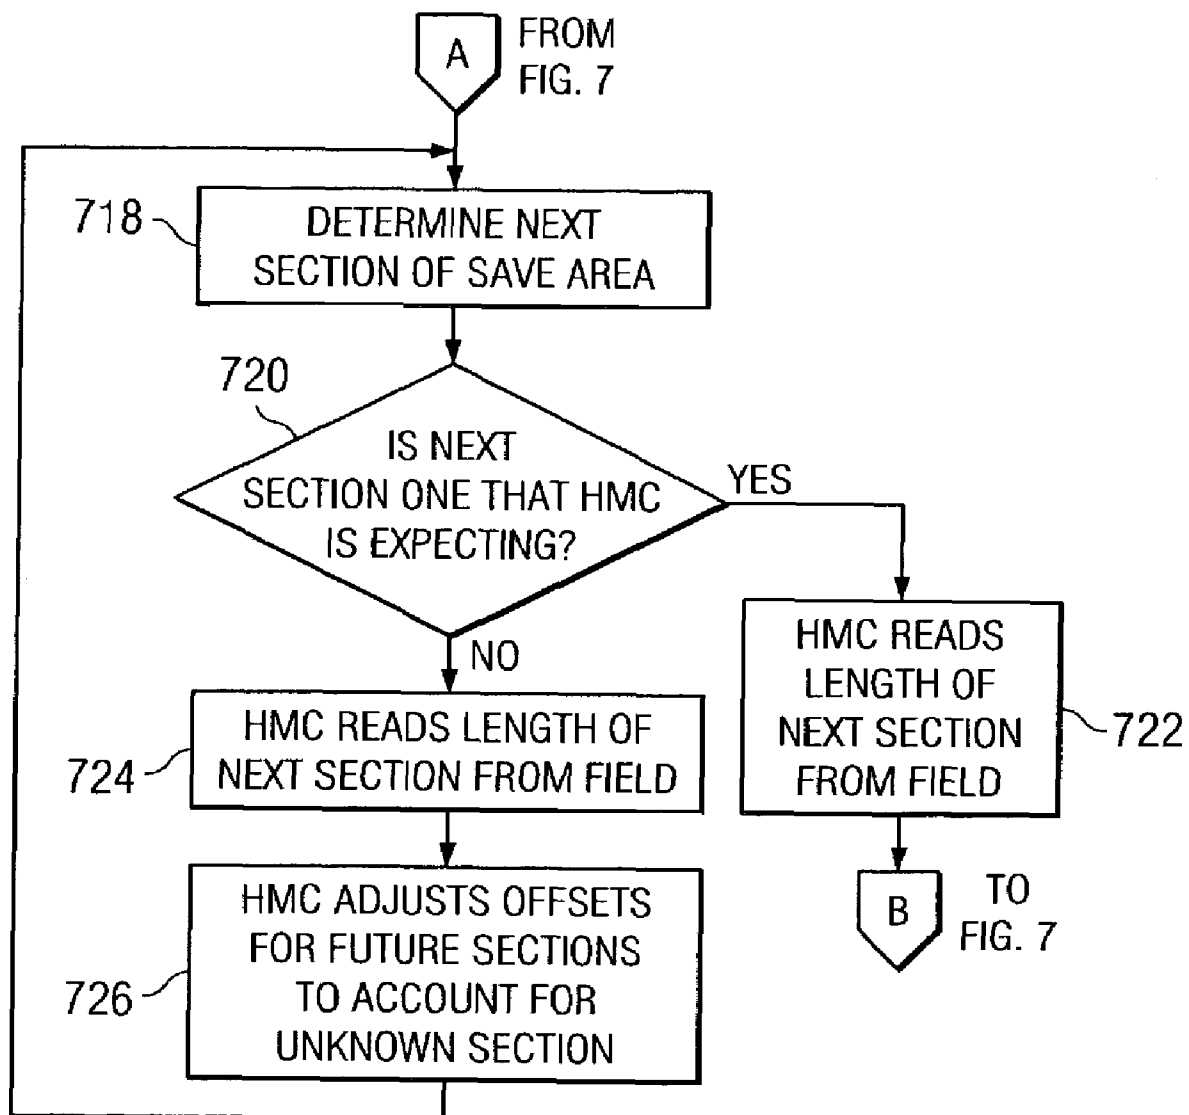 A
FROM
FIG. 7
718
DETERMINE NEXT
SECTION OF SAVE AREA
720
IS NEXT
SECTION ONE THAT HMC
IS EXPECTING?
YES
NO
HMC READS
LENGTH OF
NEXT SECTION
FROM FIELD
722
724
HMC READS LENGTH OF
NEXT SECTION FROM FIELD
726
HMC ADJUSTS OFFSETS
FOR FUTURE SECTIONS
TO ACCOUNT FOR
UNKNOWN SECTION
B
TO
FIG. 7